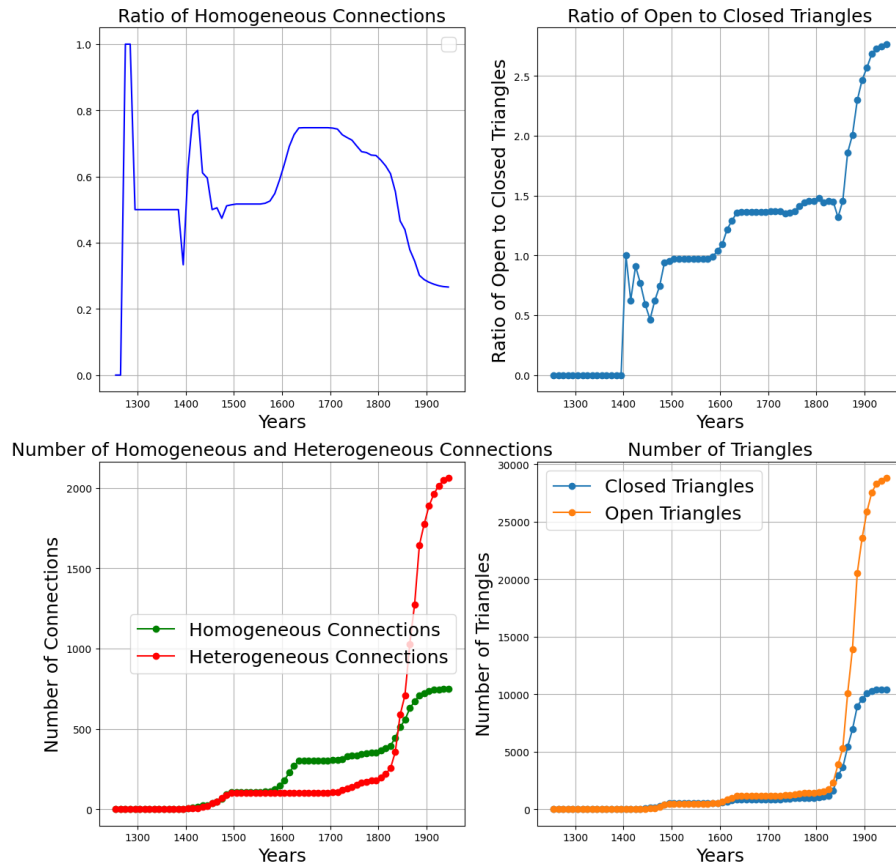 Ratio of Homogeneous Connections
1.0
0.8
0.6
0.4
0.2
0.0
1300 1400 1500 1600 1700 1800 1900
Years
Ratio of Open to Closed Triangles
Ratio of Open to Closed Triangles
2.5
2.0
1.5
1.0
0.5
0.0
1300 1400 1500 1600 1700 1800 1900
Years
Number of Homogeneous and Heterogeneous Connections
Number of Connections
2000
1500
1000
500
0
Homogeneous Connections
Heterogeneous Connections
1300 1400 1500 1600 1700 1800 1900
Years
Number of Triangles
Number of Triangles
30000
25000
20000
15000
10000
5000
0
Closed Triangles
Open Triangles
1300 1400 1500 1600 1700 1800 1900
Years